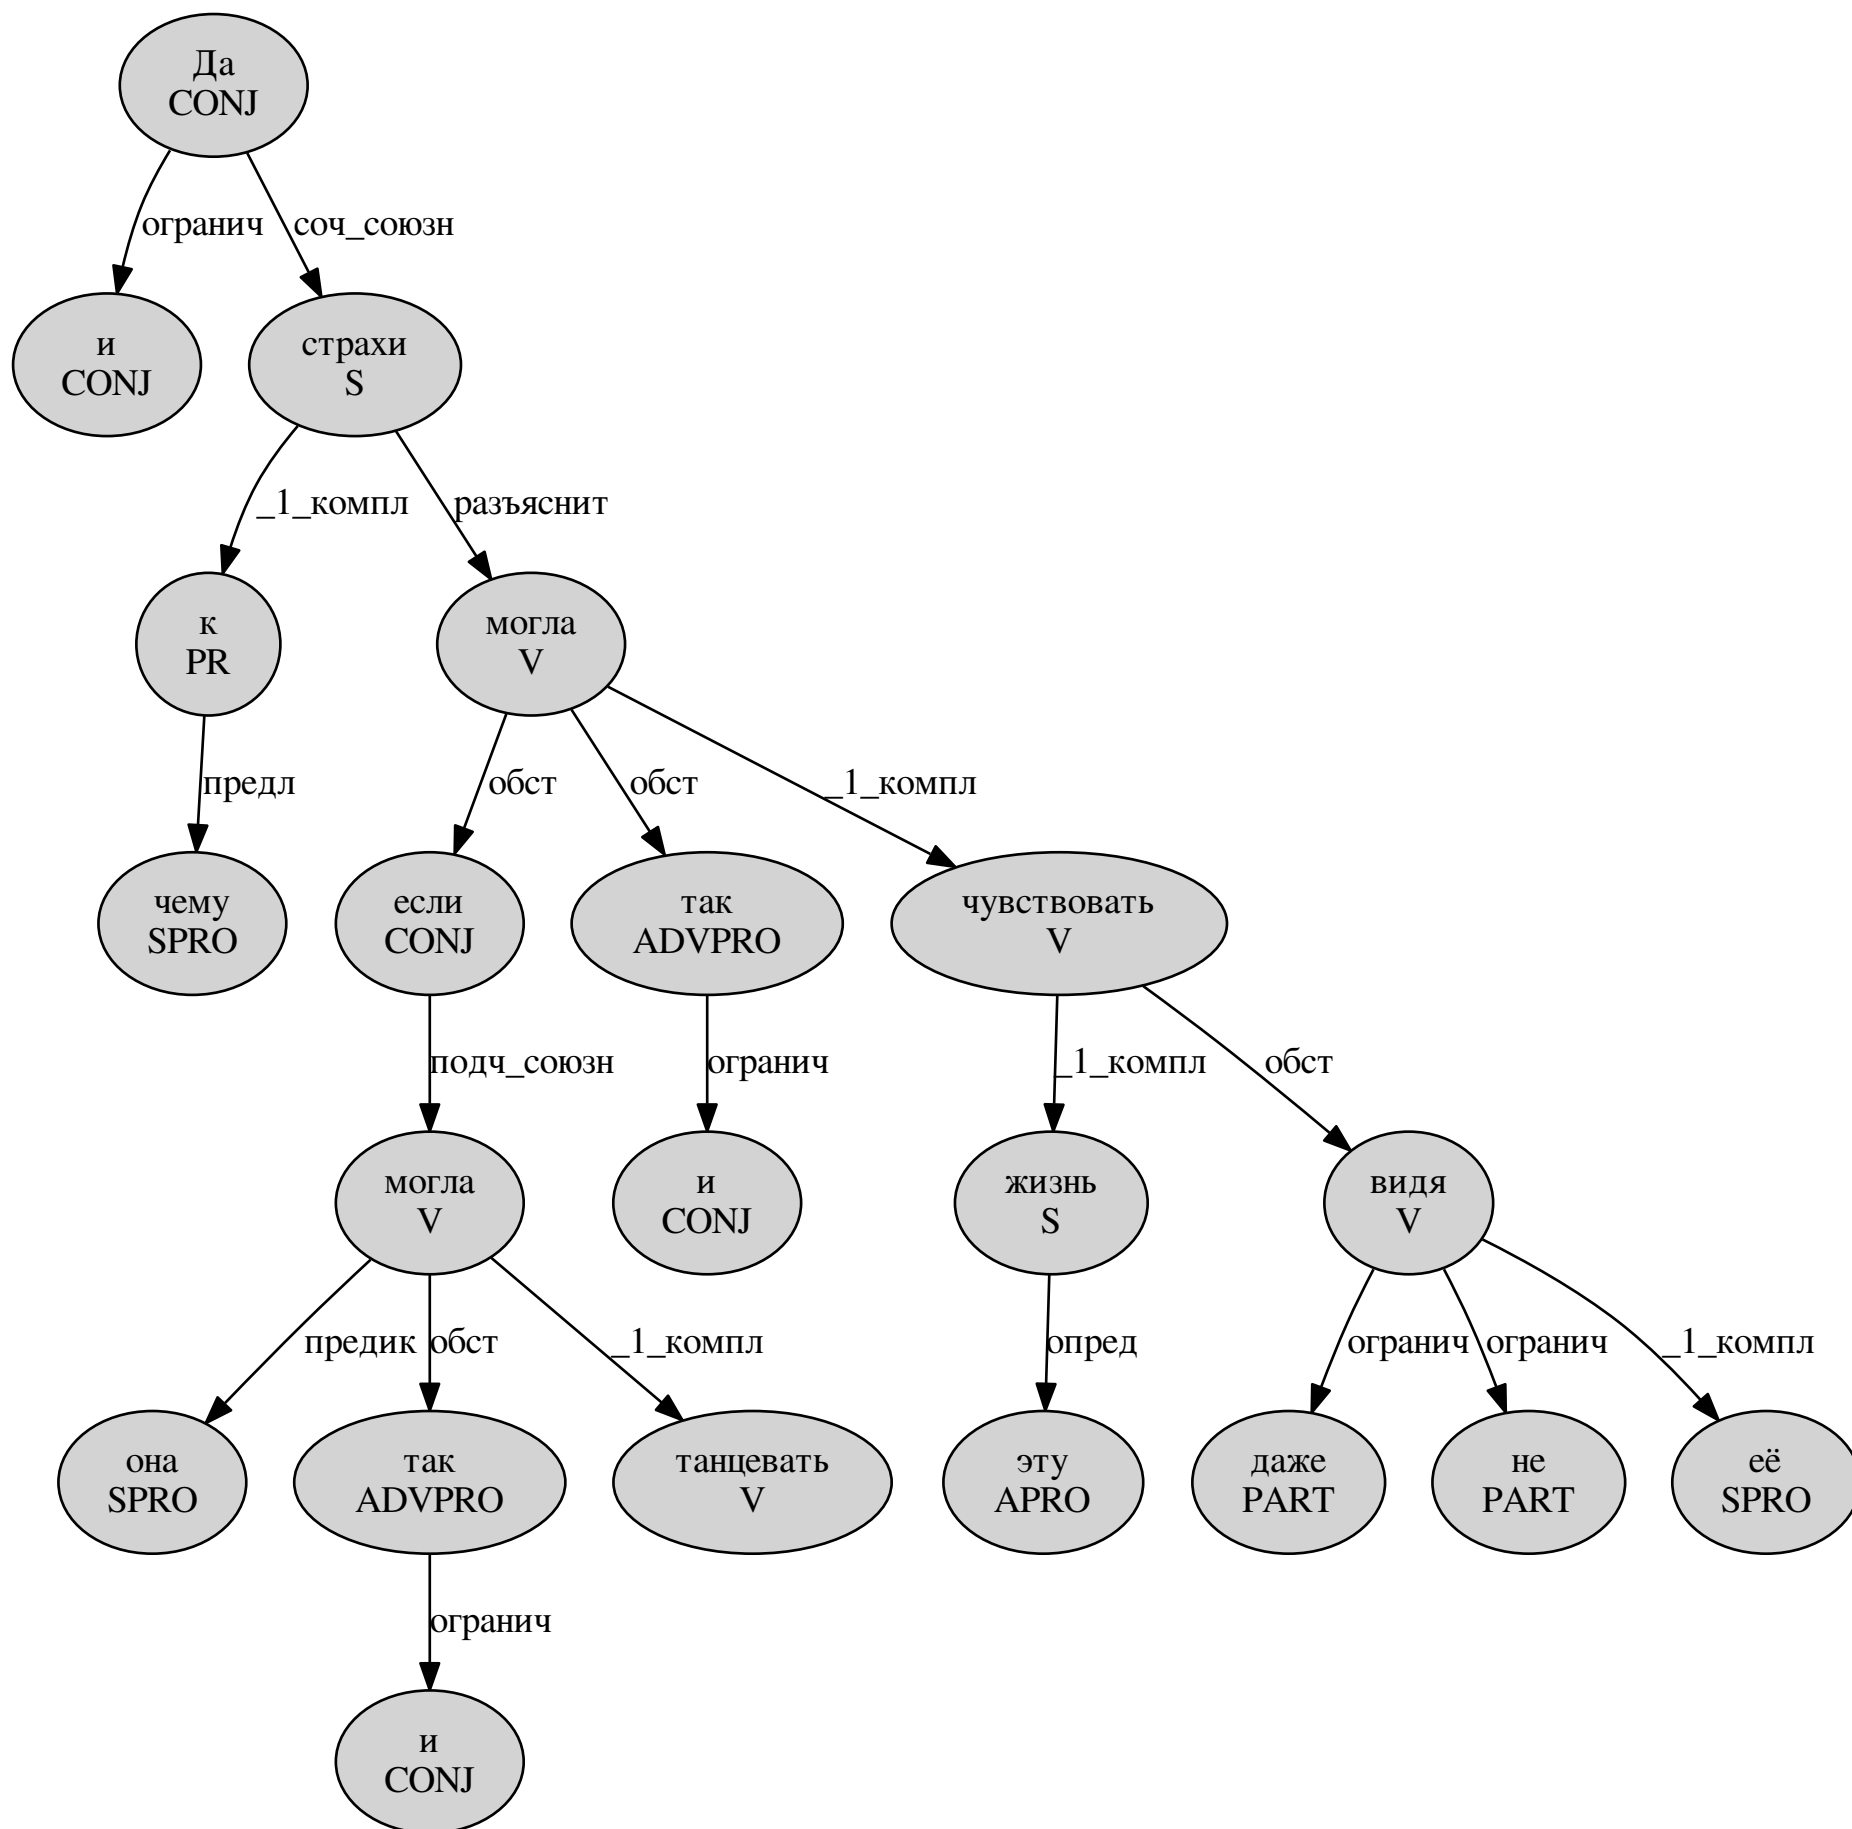 Да
CONJ
огранич
соч_союзн
и
CONJ
страхи
S
_1_компл
разъяснит
к
PR
могла
V
предл
обст
обст
_1_компл
чему
SPRO
если
CONJ
так
ADVPRO
чувствовать
V
подч_союзн
огранич
_1_компл
обст
могла
V
и
CONJ
жизнь
S
видя
V
предик
обст
_1_компл
опред
огранич
огранич
_1_компл
она
SPRO
так
ADVPRO
танцевать
V
эту
APRO
даже
PART
не
PART
её
SPRO
огранич
и
CONJ